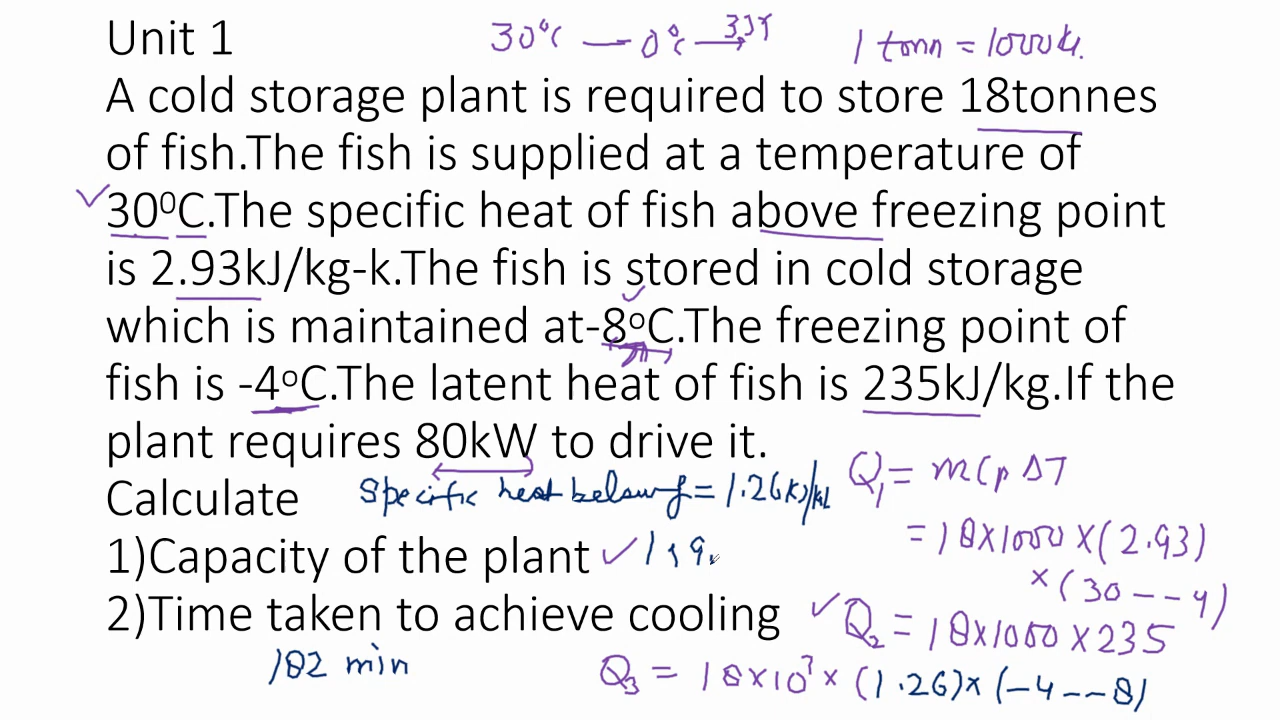 Unit 1
30°C — 0°C → 335
1 tonn = 1000 kg.
A cold storage plant is required to store 18tonnes
of fish.The fish is supplied at a temperature of
30⁰C.The specific heat of fish above freezing point
is 2.93kJ/kg-k.The fish is stored in cold storage
which is maintained at-8⁰C.The freezing point of
fish is -4⁰C.The latent heat of fish is 235kJ/kg.If the
plant requires 80kW to drive it.
Q₁ = mCp ΔT
Calculate
Specific heat below f = 1.26 KJ/kg
= 18×1000×(2.93)
1)Capacity of the plant
×(30--4)
2)Time taken to achieve cooling
Q₂ = 18×1000×235
182 min
Q₃ = 18×10³×(1.26)×(-4--8)